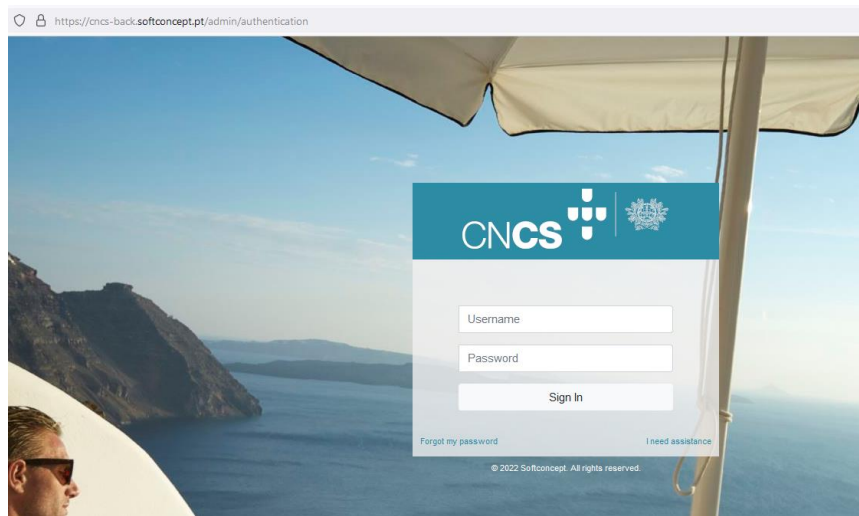 https://cncs-back.softconcept.pt/admin/authentication
CNCS
Username
Password
Sign In
Forgot my password
I need assistance
© 2022 Softconcept. All rights reserved.